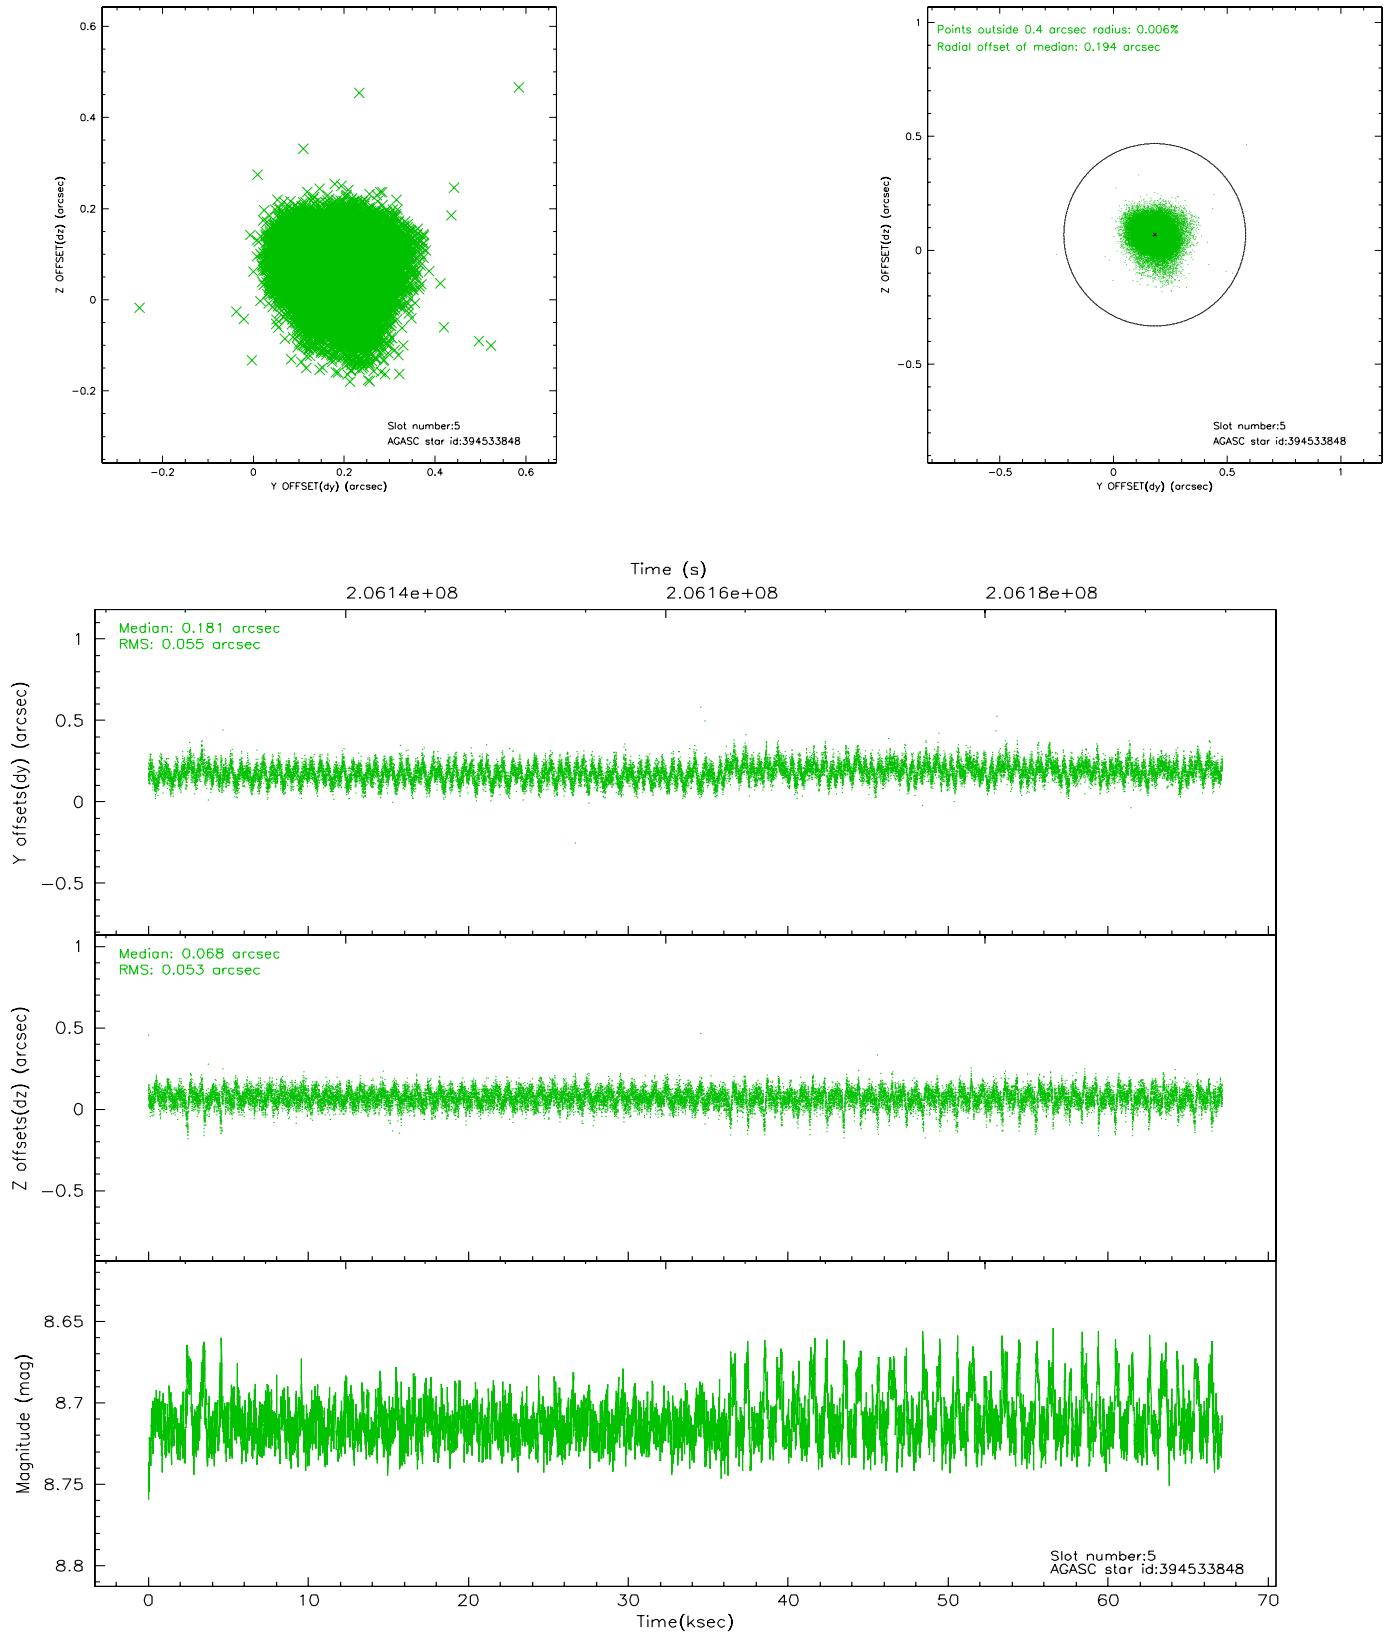 0.6
0.4
0.2
0
−0.2
Z OFFSET(dz) (arcsec)
Slot number:5
AGASC star id:394533848
−0.2 0 0.2 0.4 0.6
Y OFFSET(dy) (arcsec)
Points outside 0.4 arcsec radius: 0.006%
Radial offset of median: 0.194 arcsec
1
0.5
0
−0.5
Z OFFSET(dz) (arcsec)
Slot number:5
AGASC star id:394533848
−0.5 0 0.5 1
Y OFFSET(dy) (arcsec)
Time (s)
2.0614e+08 2.0616e+08 2.0618e+08
Median: 0.181 arcsec
RMS: 0.055 arcsec
1
0.5
0
−0.5
Y offsets(dy) (arcsec)
Median: 0.068 arcsec
RMS: 0.053 arcsec
1
0.5
0
−0.5
Z offsets(dz) (arcsec)
8.65
8.7
8.75
8.8
Magnitude (mag)
Slot number:5
AGASC star id:394533848
0 10 20 30 40 50 60 70
Time(ksec)